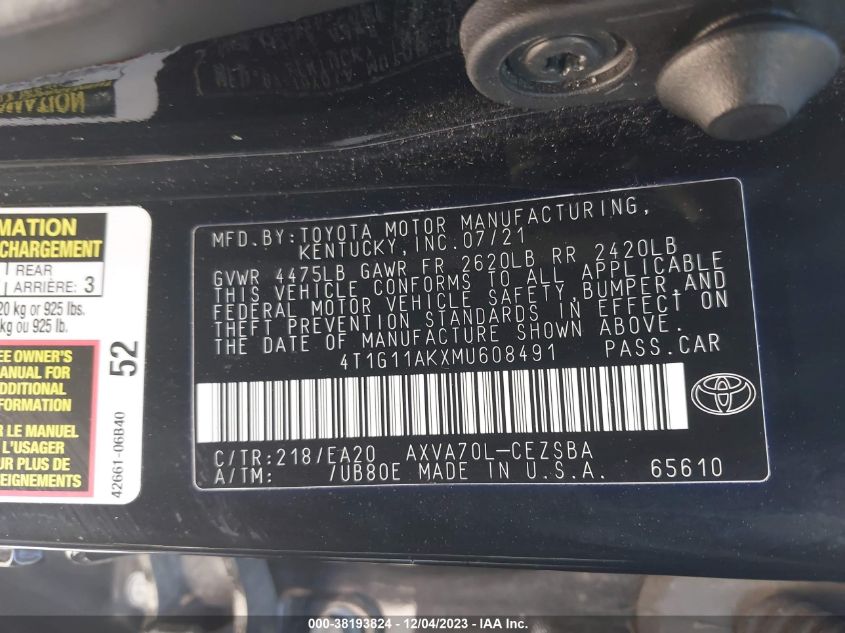 MATION
CHARGEMENT
REAR
ARRIÈRE: 3
20 kg or 925 lbs.
kg ou 925 lb.
EE OWNER'S
MANUAL FOR
ADDITIONAL
INFORMATION
R LE MANUEL
L'USAGER
UR PLUS DE
EIGNEMENTS
52
42661-06B40
MFD.BY:TOYOTA MOTOR MANUFACTURING,
KENTUCKY,INC.07/21
GVWR 4475LB GAWR FR 2620LB RR 2420LB
THIS VEHICLE CONFORMS TO ALL APPLICABLE
FEDERAL MOTOR VEHICLE SAFETY,BUMPER,AND
THEFT PREVENTION STANDARDS IN EFFECT ON
THE DATE OF MANUFACTURE SHOWN ABOVE.
4T1G11AKXMU608491 PASS.CAR
C/TR:218/EA20 AXVA70L-CEZSBA
A/TM: /UB80E MADE IN U.S.A. 65610
000-38193824 - 12/04/2023 - © IAA Holdings, LLC